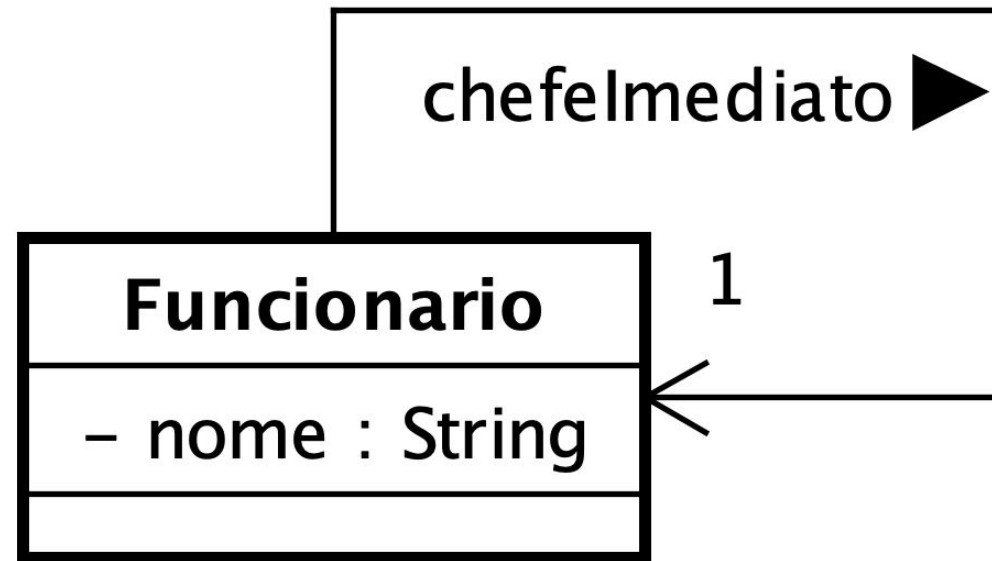 chefeImediato
1
Funcionario
– nome : String